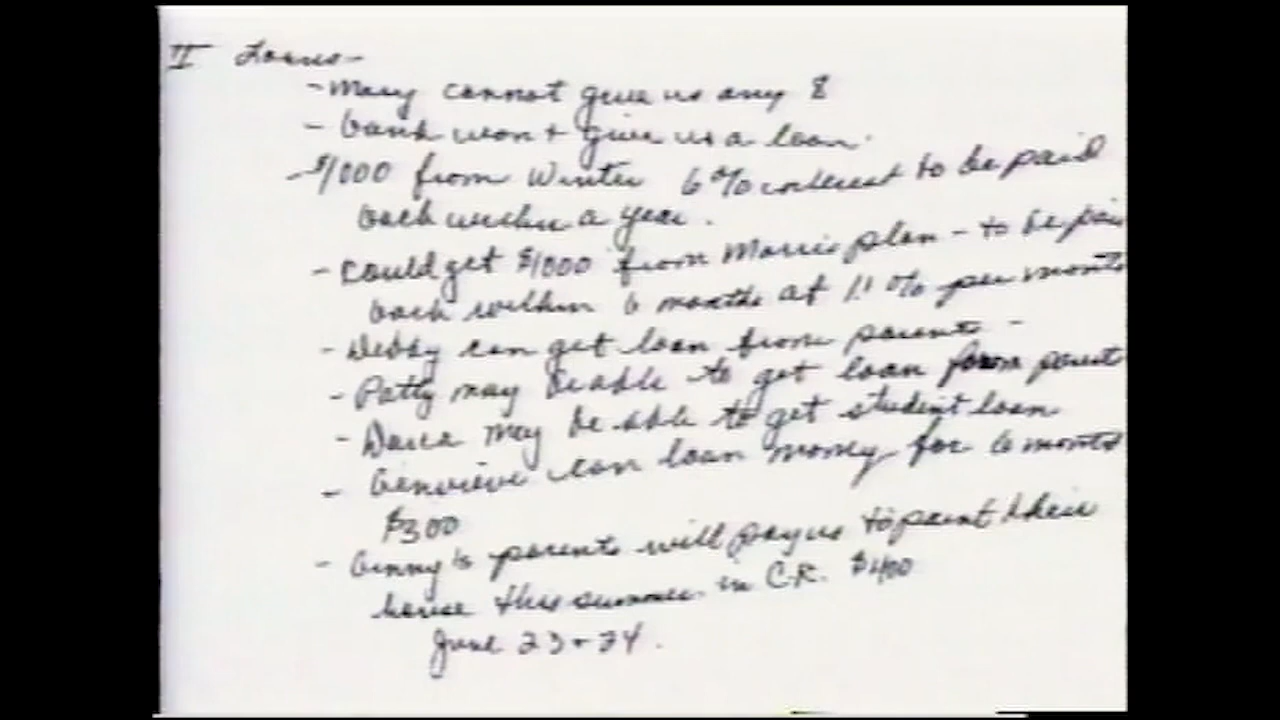 II Loans-
- Mary cannot give us any $
- bank won't give us a loan.
- $1000 from Winter 6% interest to be paid
back within a year.
- could get $1000 from Morris plan - to be paid
back within 6 months at 1.1% per month
- Debby can get loan from parents -
- Patty may be able to get loan from parent
- may be able to get student loan
- Genvieve can loan money for 6 months
$300
- Ginny's parents will pay us to paint their
house this summer in C.R. $400
June 23 + 24.